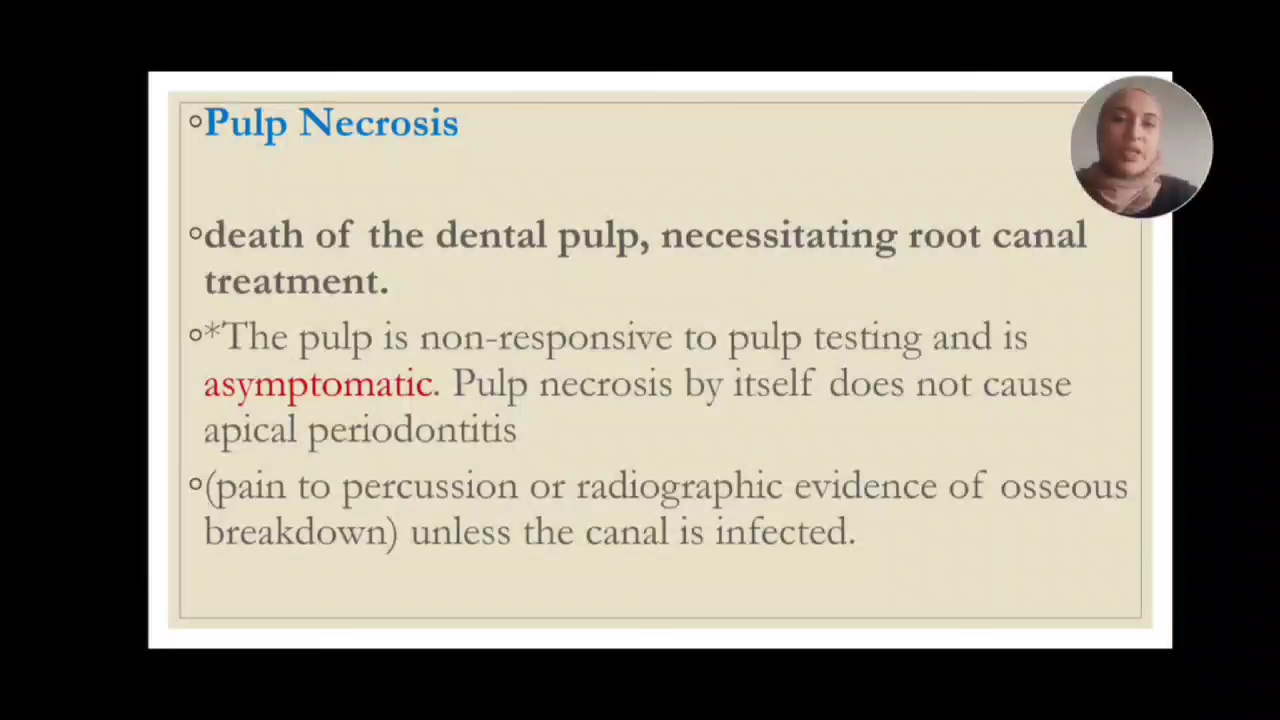 ◦Pulp Necrosis
◦death of the dental pulp, necessitating root canal
treatment.
◦*The pulp is non-responsive to pulp testing and is
asymptomatic. Pulp necrosis by itself does not cause
apical periodontitis
◦(pain to percussion or radiographic evidence of osseous
breakdown) unless the canal is infected.